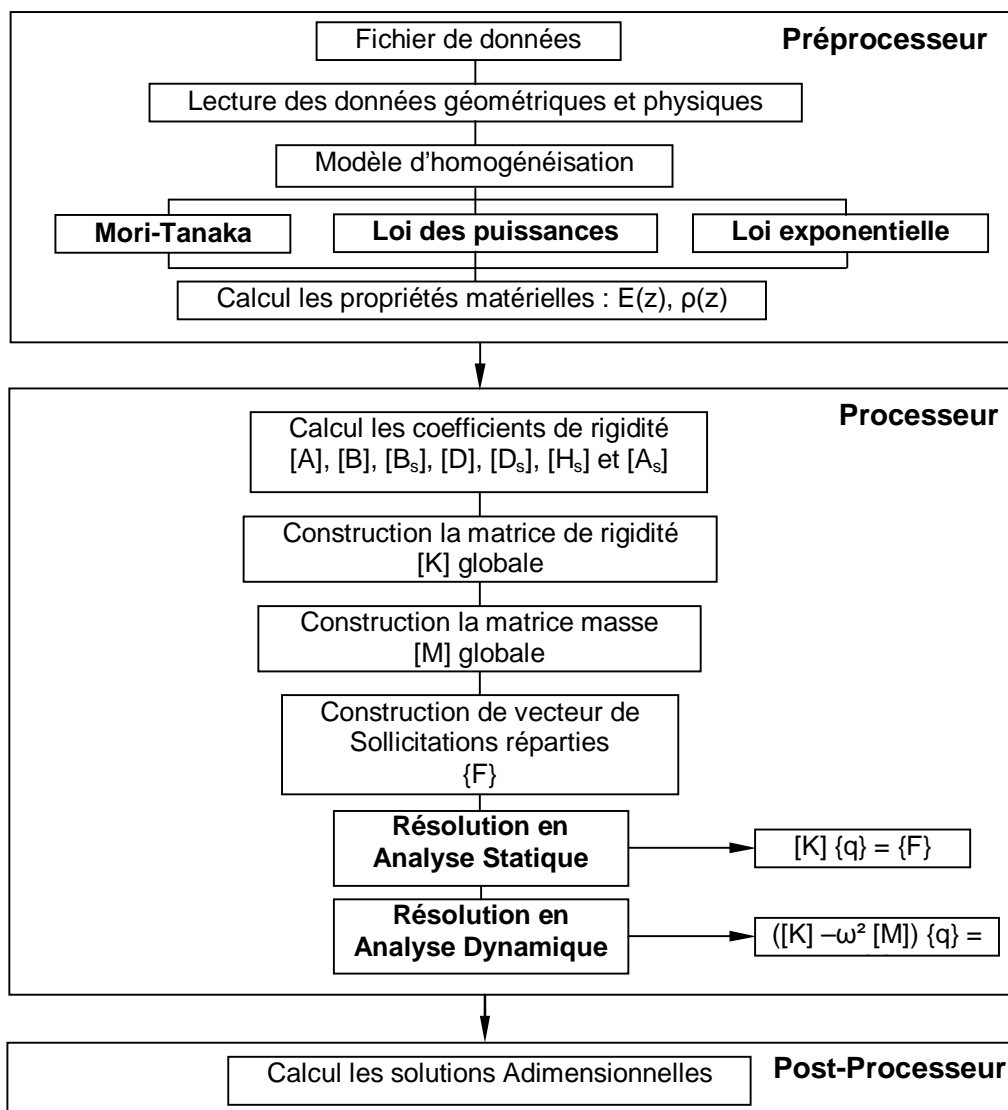 Fichier de données
Préprocesseur
Lecture des données géométriques et physiques
Modèle d’homogénéisation
Mori-Tanaka
Loi des puissances
Loi exponentielle
Calcul les propriétés matérielles : E(z), ρ(z)
Processeur
Calcul les coefficients de rigidité
[A], [B], [Bₛ], [D], [Dₛ], [Hₛ] et [Aₛ]
Construction la matrice de rigidité
[K] globale
Construction la matrice masse
[M] globale
Construction de vecteur de
Sollicitations réparties
{F}
Résolution en
Analyse Statique
[K] {q} = {F}
Résolution en
Analyse Dynamique
([K] –ω² [M]) {q} =
Post-Processeur
Calcul les solutions Adimensionnelles